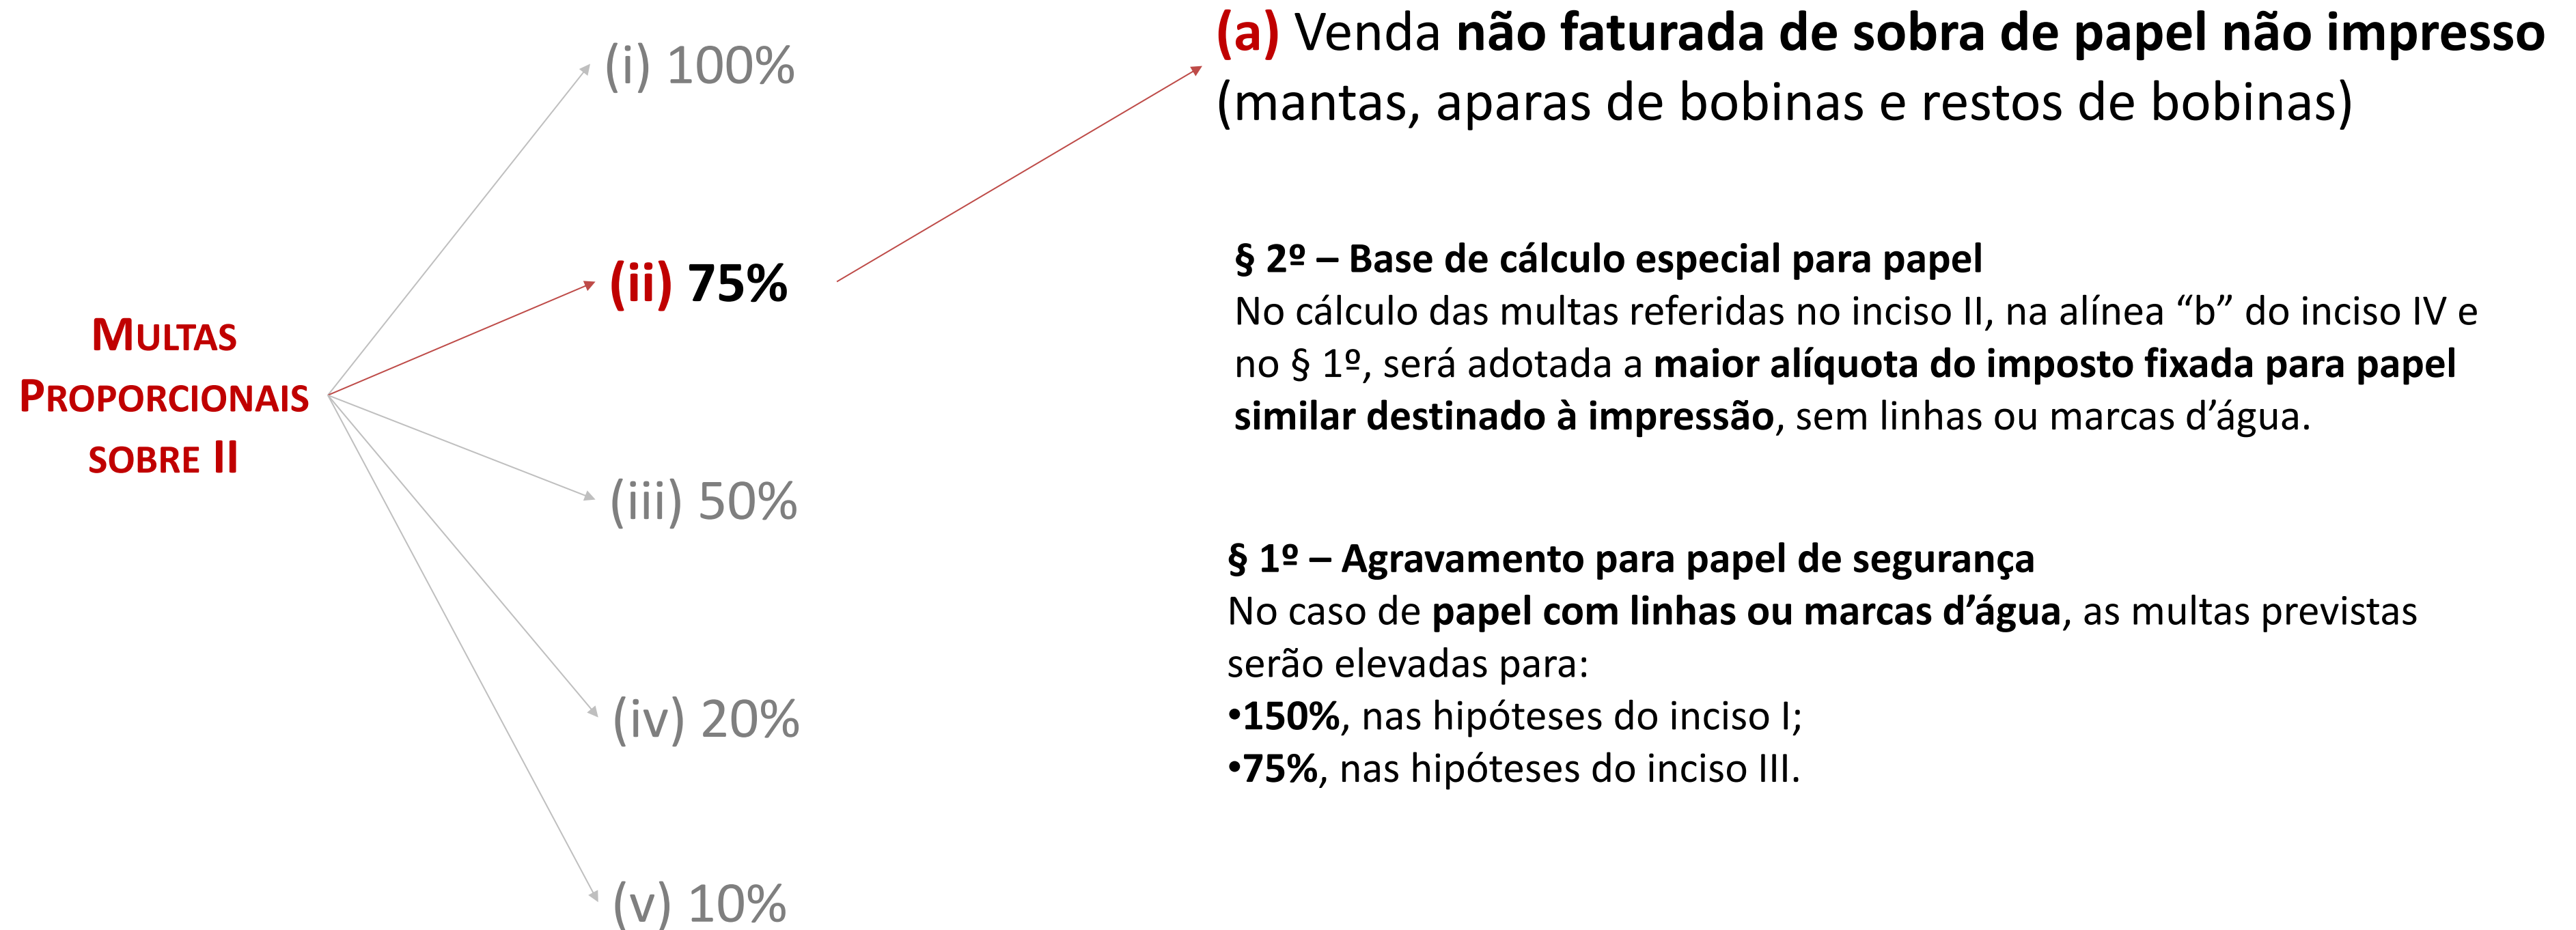 MULTAS
PROPORCIONAIS
SOBRE II
(i) 100%
(ii) 75%
(iii) 50%
(iv) 20%
(v) 10%
(a) Venda não faturada de sobra de papel não impresso
(mantas, aparas de bobinas e restos de bobinas)
§ 2º – Base de cálculo especial para papel
No cálculo das multas referidas no inciso II, na alínea “b” do inciso IV e
no § 1º, será adotada a maior alíquota do imposto fixada para papel
similar destinado à impressão, sem linhas ou marcas d’água.
§ 1º – Agravamento para papel de segurança
No caso de papel com linhas ou marcas d’água, as multas previstas
serão elevadas para:
•150%, nas hipóteses do inciso I;
•75%, nas hipóteses do inciso III.